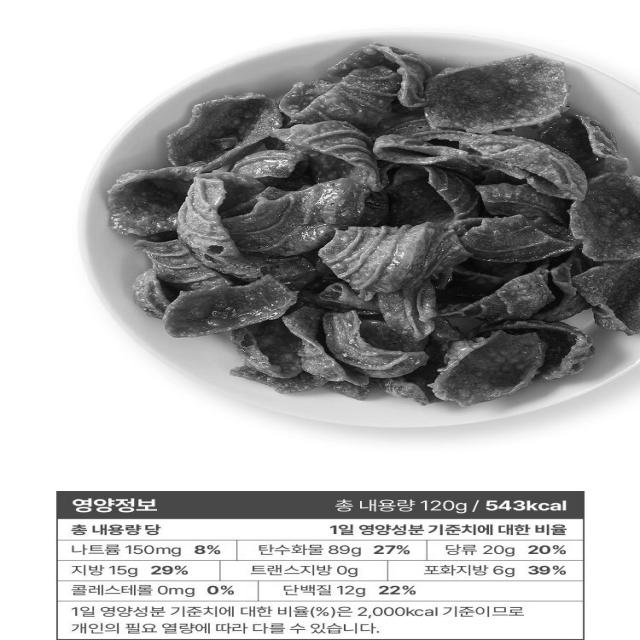 영양정보 총 내용량 120g / 543kcal
총 내용량 당 1일 영양성분 기준치에 대한 비율
나트륨 150mg 8% 탄수화물 89g 27% 당류 20g 20%
지방 15g 29% 트랜스지방 0g 포화지방 6g 39%
콜레스테롤 0mg 0% 단백질 12g 22%
1일 영양성분 기준치에 대한 비율(%)은 2,000kcal 기준이므로
개인의 필요 열량에 따라 다를 수 있습니다.